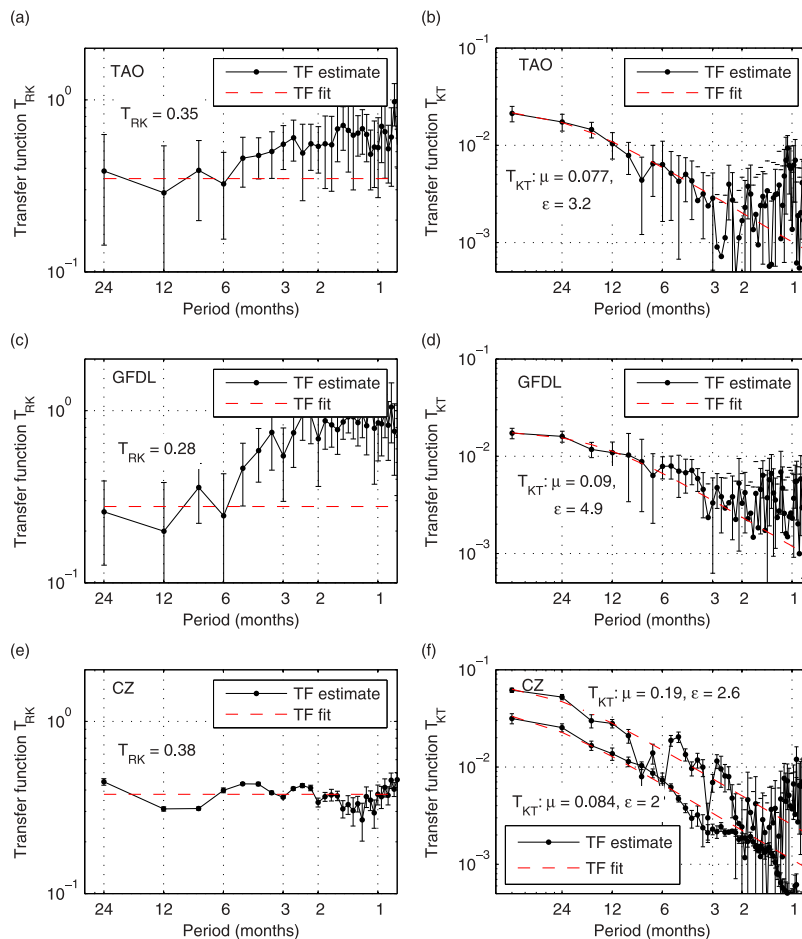 (a)
TAO
TF estimate
TF fit
T_RK = 0.35
Transfer function T_RK
10^0
10^-1
24 12 6 3 2 1
Period (months)
(b)
TAO
TF estimate
TF fit
T_KT: μ = 0.077,
ε = 3.2
Transfer function T_KT
10^-1
10^-2
10^-3
24 12 6 3 2 1
Period (months)
(c)
GFDL
TF estimate
TF fit
T_RK = 0.28
Transfer function T_RK
10^0
10^-1
24 12 6 3 2 1
Period (months)
(d)
GFDL
TF estimate
TF fit
T_KT: μ = 0.09,
ε = 4.9
Transfer function T_KT
10^-1
10^-2
10^-3
24 12 6 3 2 1
Period (months)
(e)
CZ
TF estimate
TF fit
T_RK = 0.38
Transfer function T_RK
10^0
10^-1
24 12 6 3 2 1
Period (months)
(f)
CZ
T_KT: μ = 0.19, ε = 2.6
T_KT: μ = 0.084, ε = 2
TF estimate
TF fit
Transfer function T_KT
10^-1
10^-2
10^-3
24 12 6 3 2 1
Period (months)